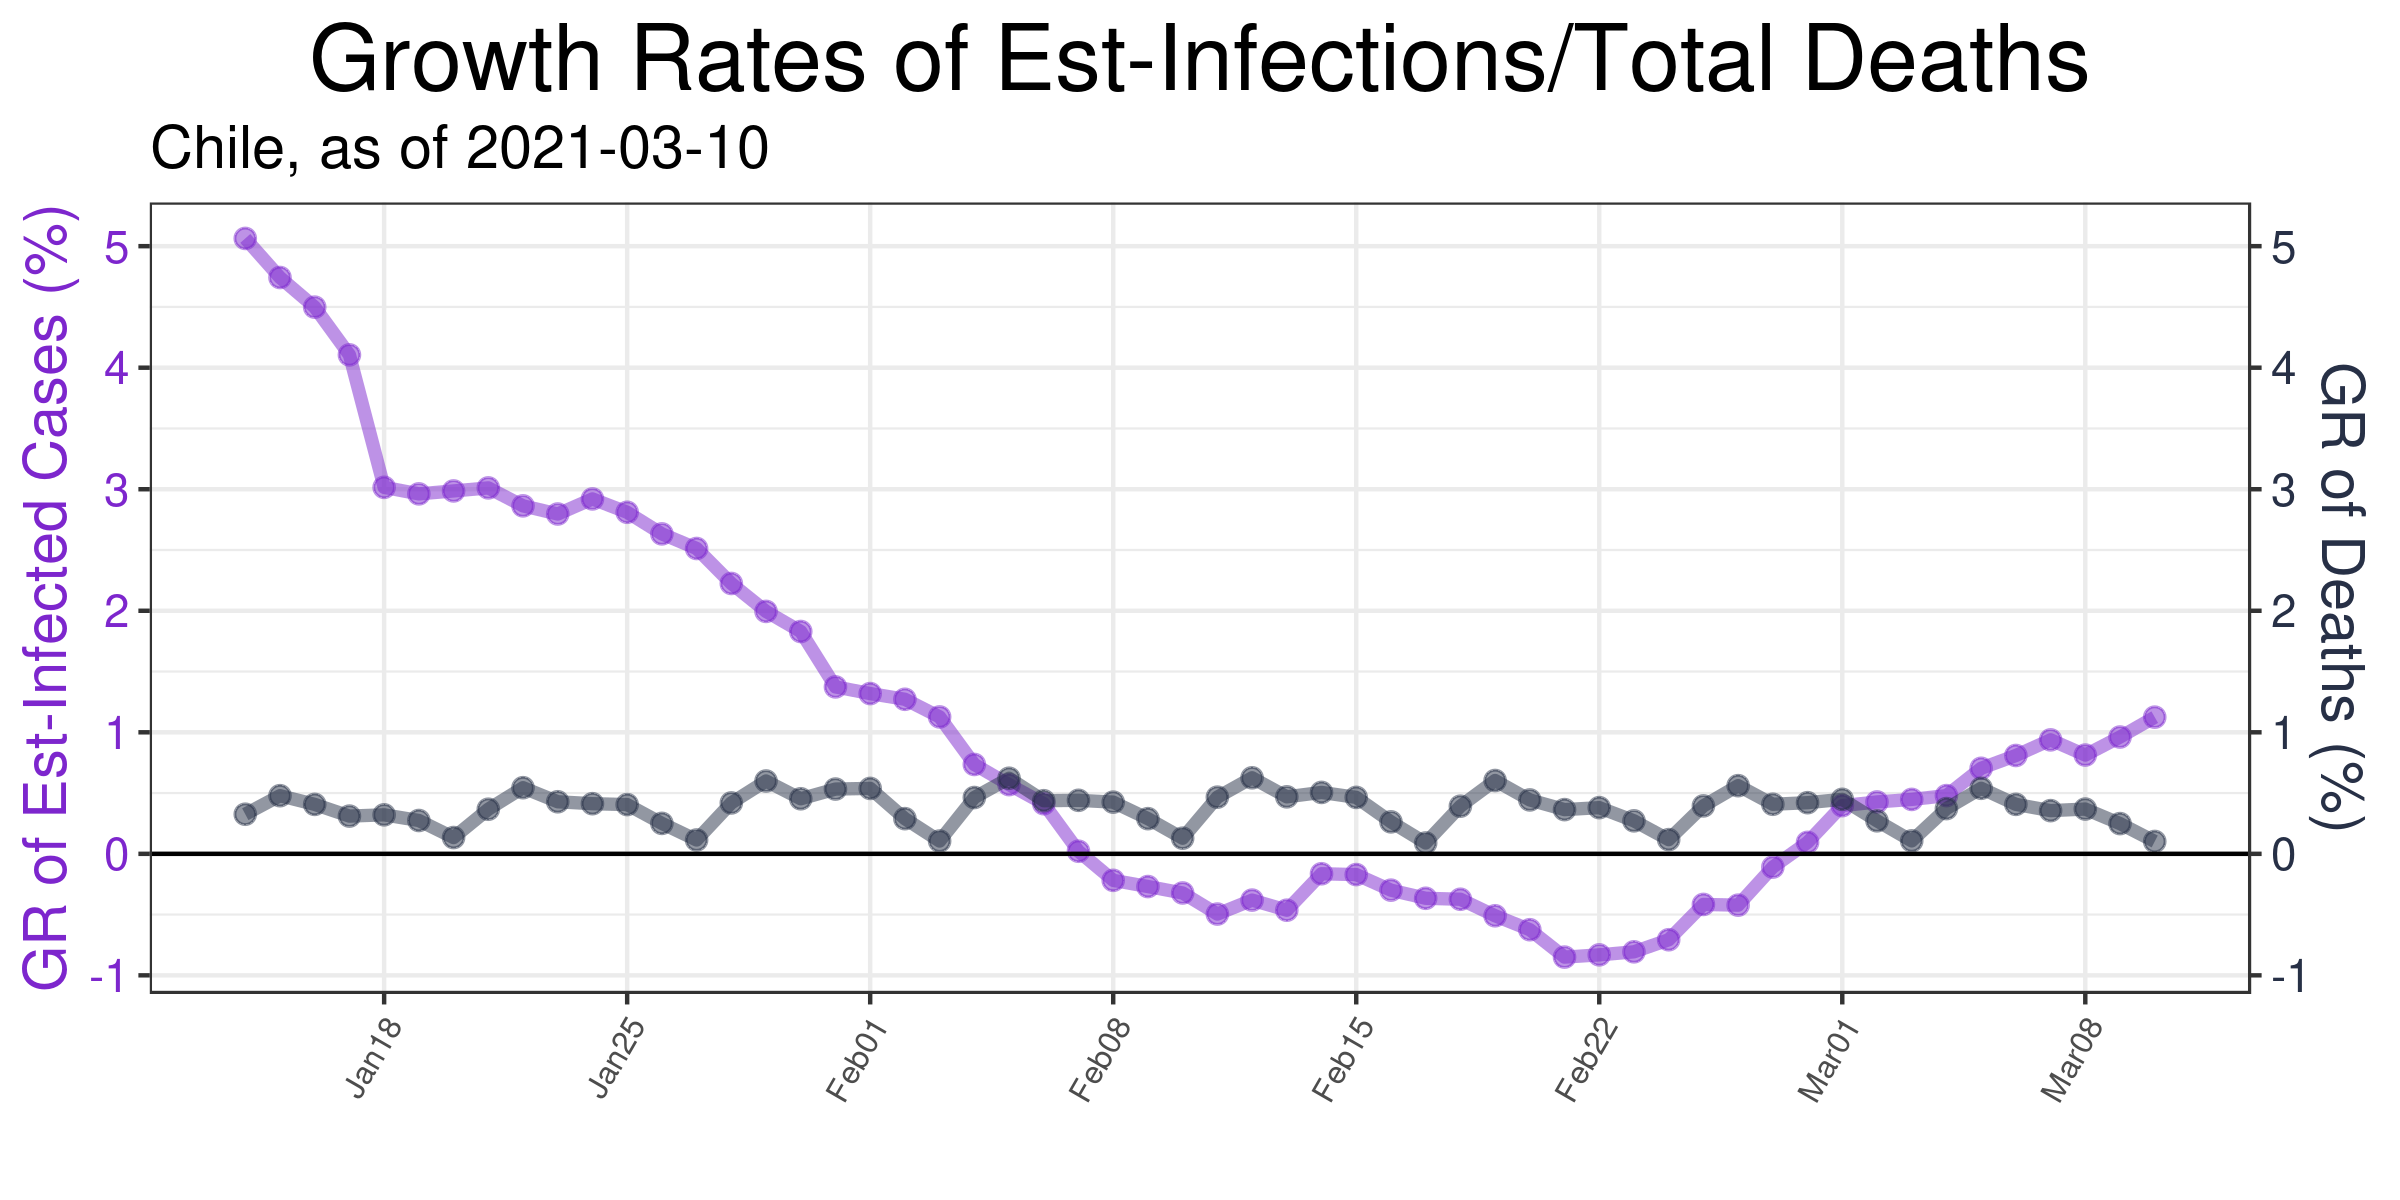 Growth Rates of Est-Infections/Total Deaths
Chile, as of 2021-03-10
GR of Est-Infected Cases (%)
5
4
3
2
1
0
-1
5
4
3
2
1
0
-1
GR of Deaths (%)
Jan18
Jan25
Feb01
Feb08
Feb15
Feb22
Mar01
Mar08